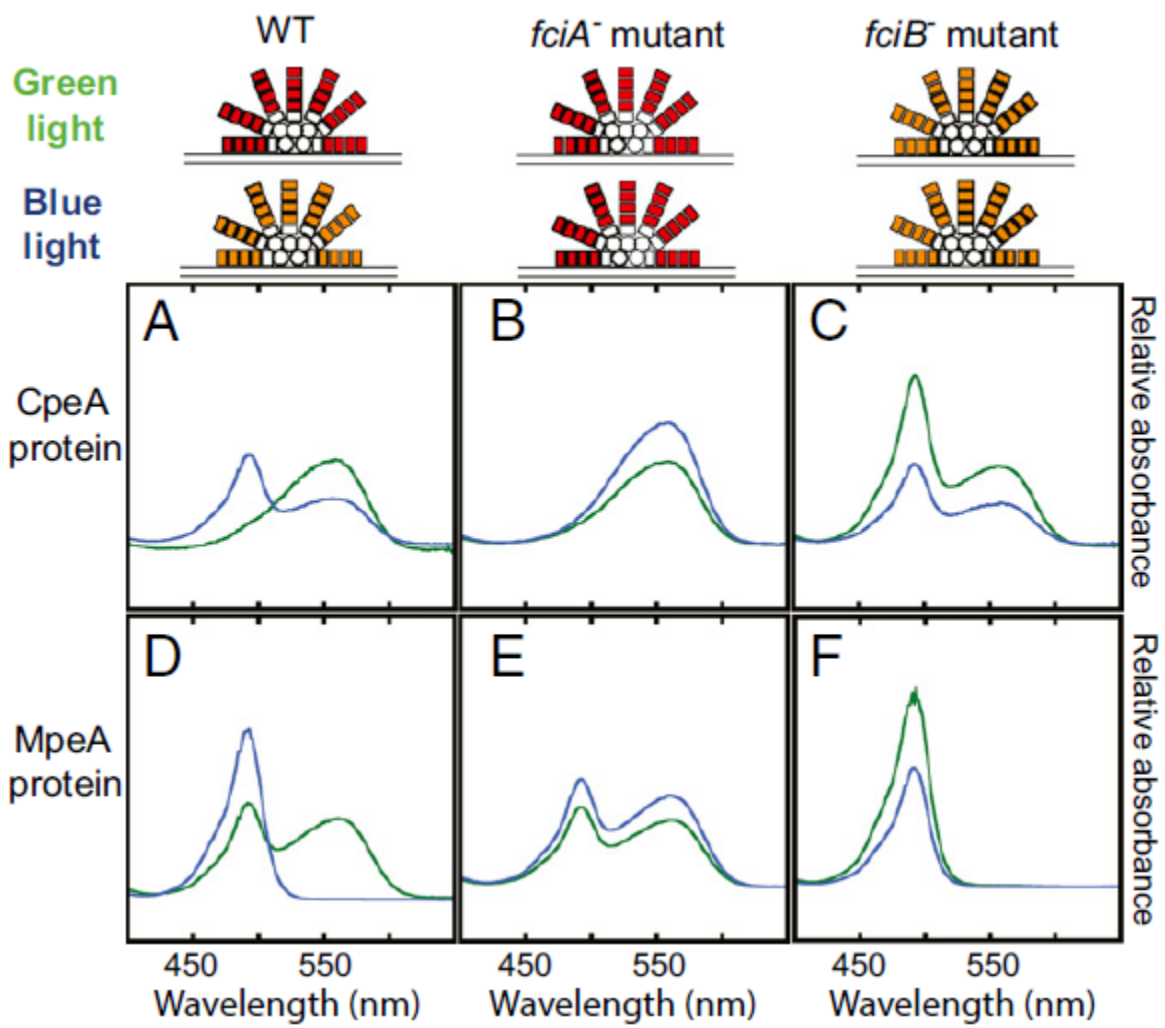 WT
fciA- mutant
fciB- mutant
Green
light
Blue
light
A
B
C
CpeA
protein
Relative absorbance
D
E
F
MpeA
protein
Relative absorbance
450 550
450 550
450 550
Wavelength (nm)
Wavelength (nm)
Wavelength (nm)